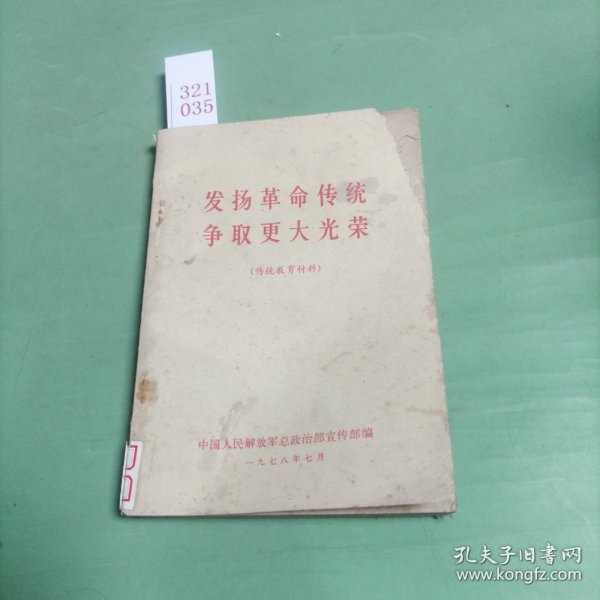 321
035
发扬革命传统
争取更大光荣
(传统教育材料)
中国人民解放军总政治部宣传部编
一九七八年七月
孔夫子旧书网
www.kongfz.com